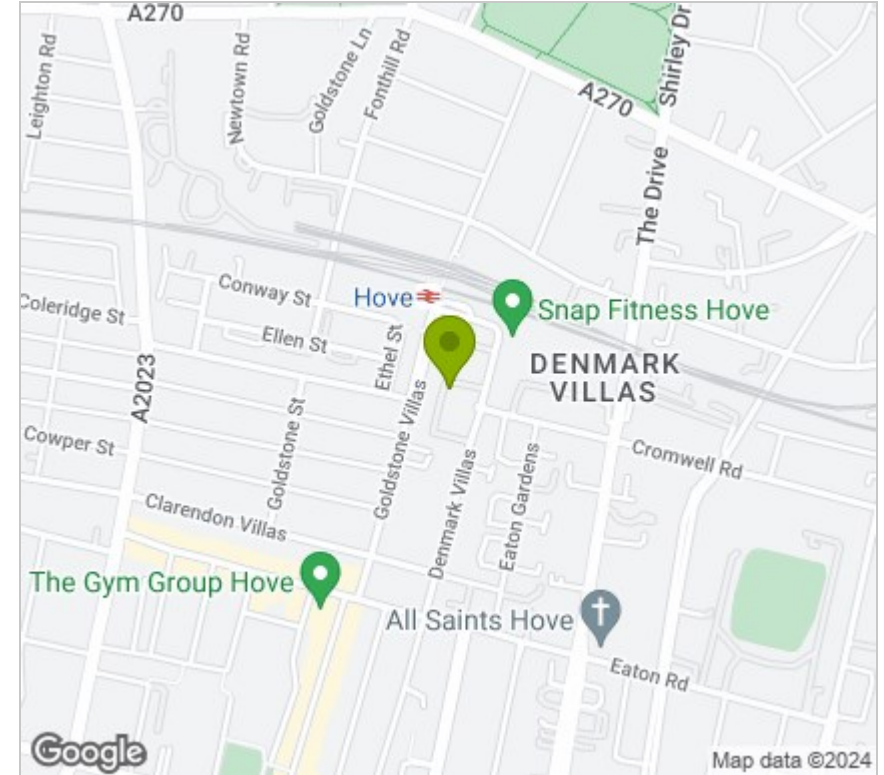 A270
Leighton Rd
Newtown Rd
Goldstone Ln
Fonthill Rd
A270
Shirley Dr
The Drive
Conway St
Hove
Snap Fitness Hove
Coleridge St
Ellen St
Ethel St
DENMARK
VILLAS
A2023
Goldstone St
Goldstone Villas
Cowper St
Denmark Villas
Eaton Gardens
Cromwell Rd
Clarendon Villas
The Gym Group Hove
All Saints Hove
Eaton Rd
Google
Map data ©2024